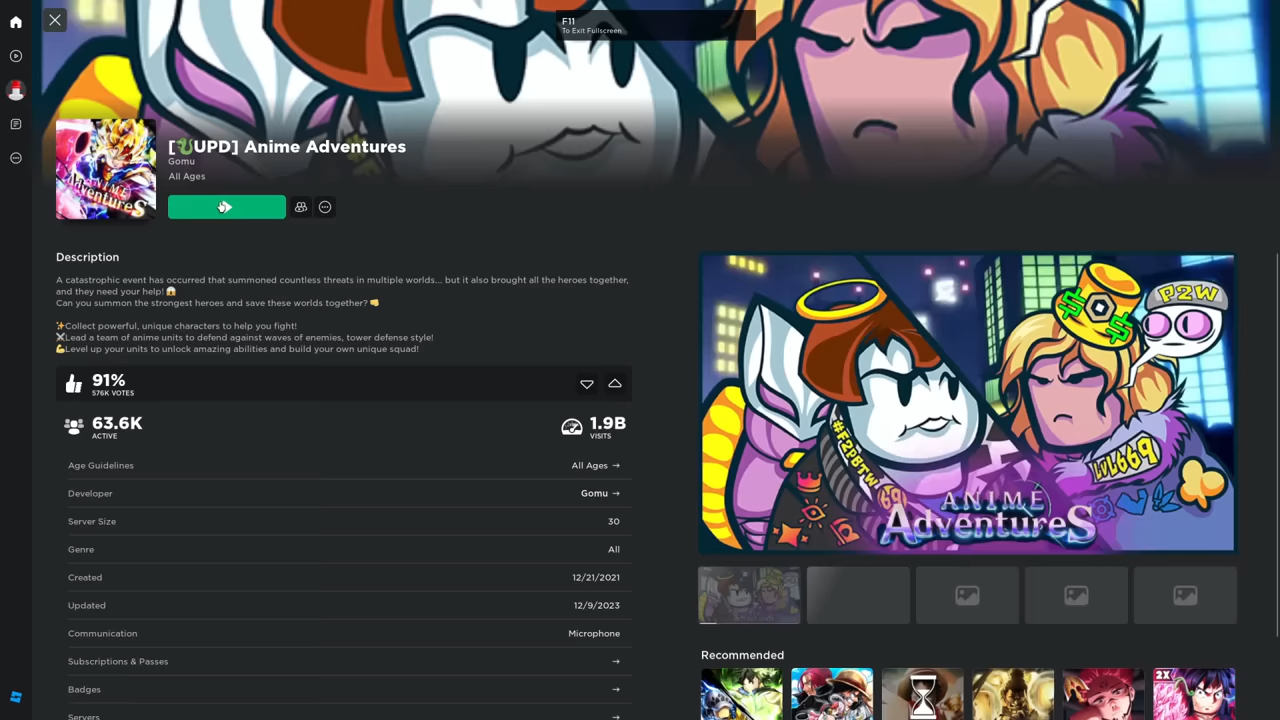 F11
To Exit Fullscreen
[🐉UPD] Anime Adventures
Gomu
All Ages
ANIME
AdventureS
Description
A catastrophic event has occurred that summoned countless threats in multiple worlds... but it also brought all the heroes together,
and they need your help!😱
Can you summon the strongest heroes and save these worlds together?👊
✨Collect powerful, unique characters to help you fight!
⚔️Lead a team of anime units to defend against waves of enemies, tower defense style!
💪Level up your units to unlock amazing abilities and build your own unique squad!
91%
576K VOTES
63.6K
ACTIVE
1.9B
VISITS
Age Guidelines
All Ages →
Developer
Gomu →
Server Size
30
Genre
All
Created
12/21/2021
Updated
12/9/2023
Communication
Microphone
Subscriptions & Passes →
Badges →
Servers
P2W
$ $
#F2PBTW
LVL669
69
ANIME
AdventureS
Recommended
2X